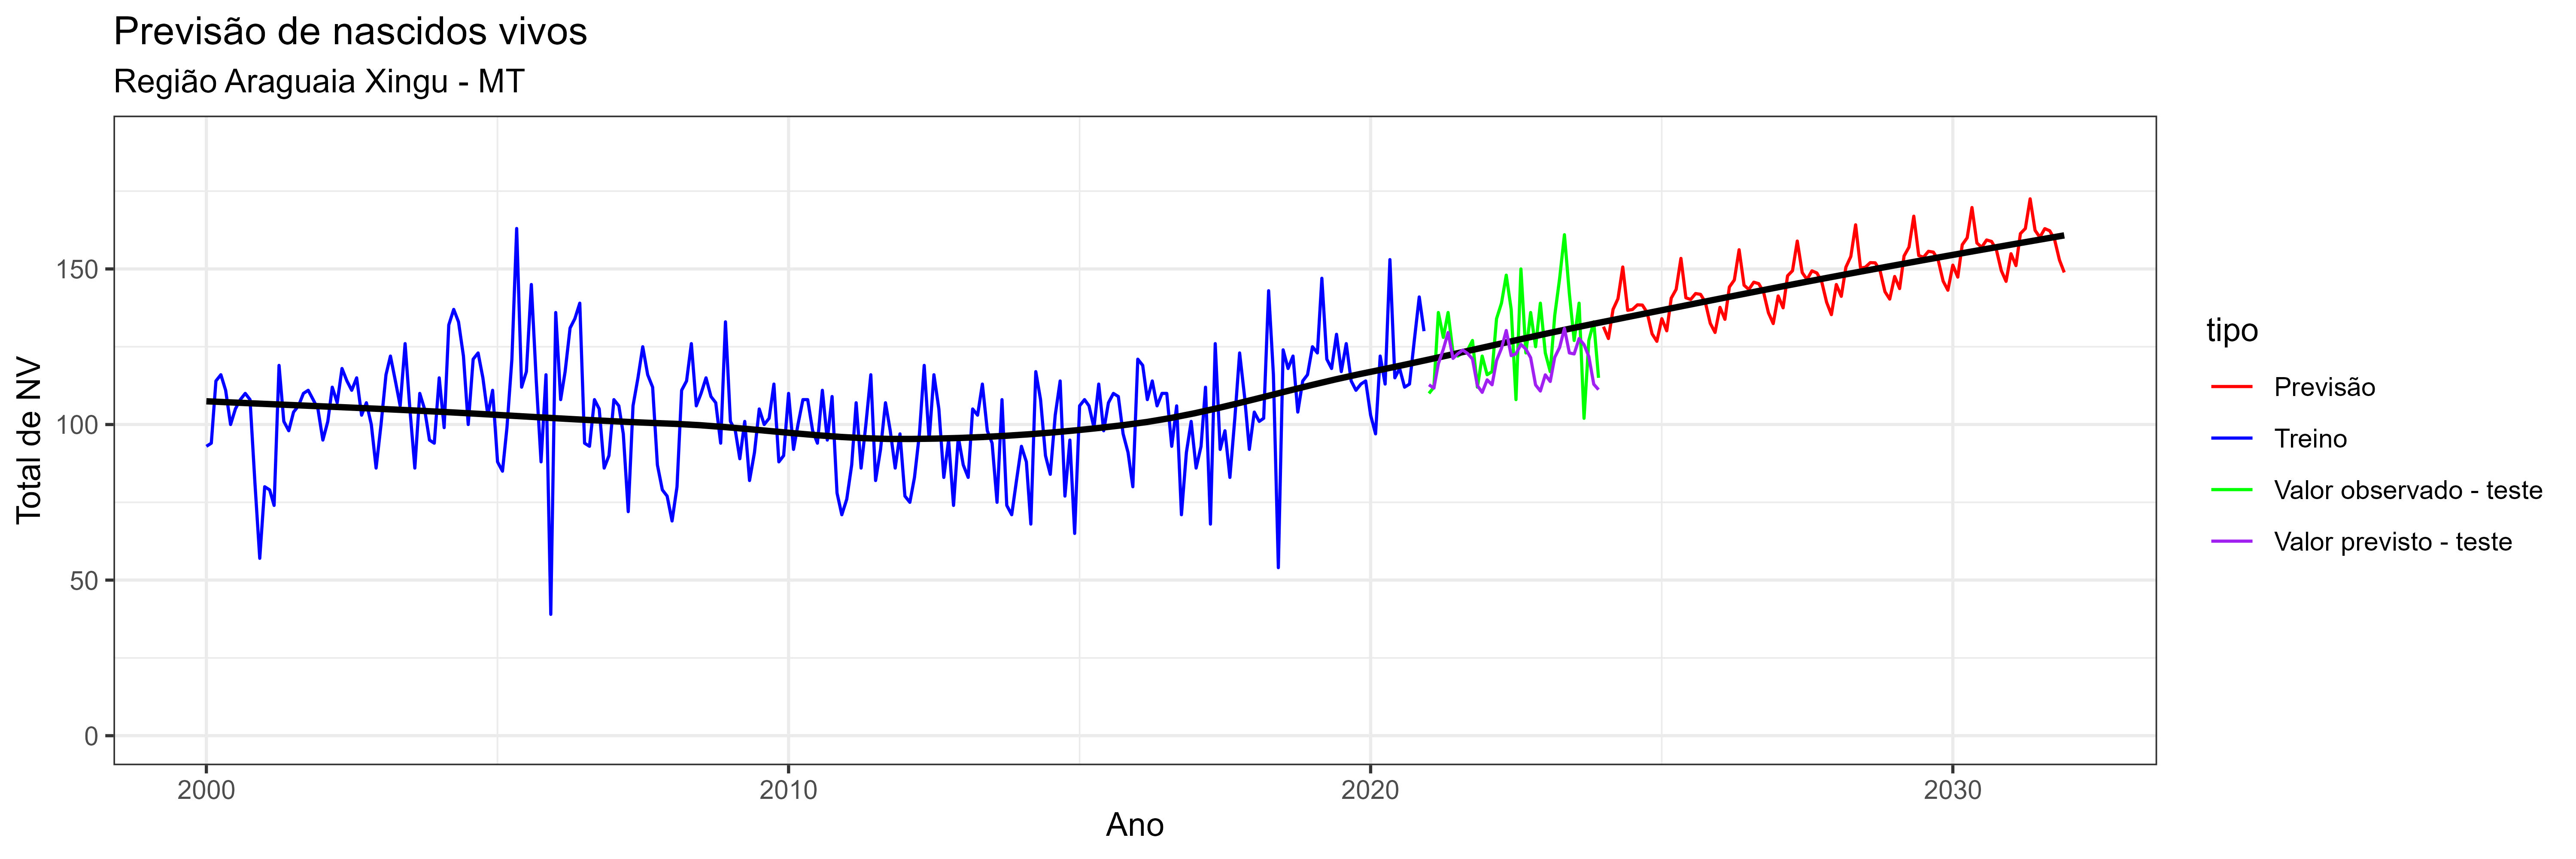 Previsão de nascidos vivos
Região Araguaia Xingu - MT
Total de NV
150
100
50
0
2000
2010
2020
2030
Ano
tipo
Previsão
Treino
Valor observado - teste
Valor previsto - teste